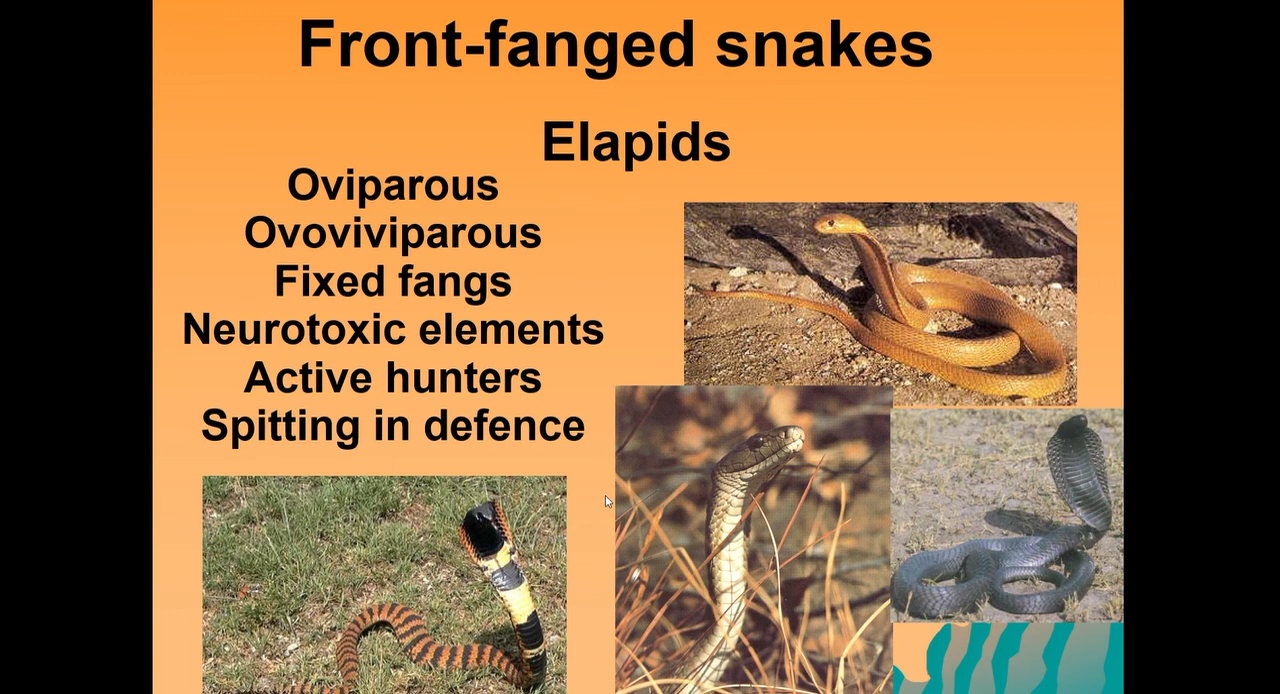 Front-fanged snakes
Elapids
Oviparous
Ovoviviparous
Fixed fangs
Neurotoxic elements
Active hunters
Spitting in defence